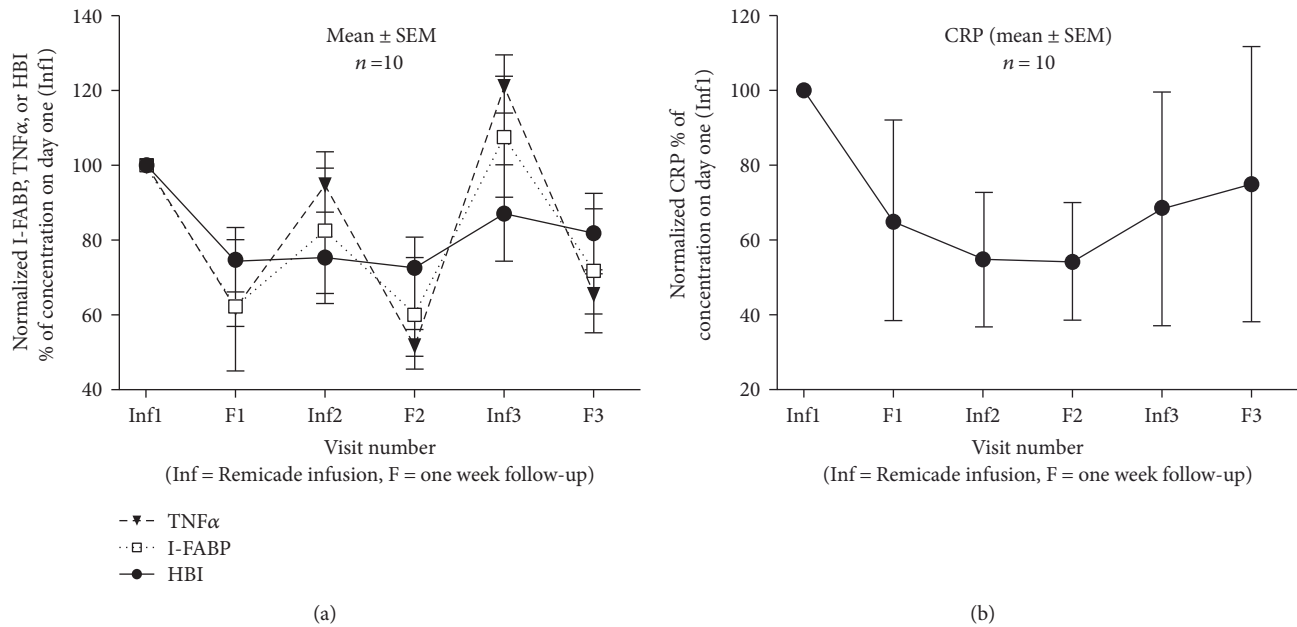 Normalized I-FABP, TNFα, or HBI
% of concentration on day one (Inf1)
140
120
100
80
60
40
Mean ± SEM
n =10
Inf1 F1 Inf2 F2 Inf3 F3
Visit number
(Inf = Remicade infusion, F = one week follow-up)
TNFα
I-FABP
HBI
(a)
Normalized CRP % of
concentration on day one (Inf1)
120
100
80
60
40
20
CRP (mean ± SEM)
n = 10
Inf1 F1 Inf2 F2 Inf3 F3
Visit number
(Inf = Remicade infusion, F = one week follow-up)
(b)